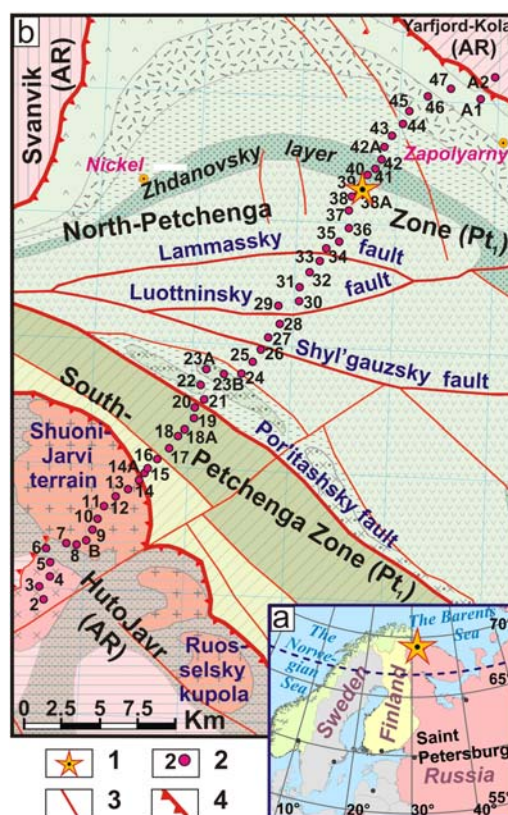 b
Yarfjord-Kola
(AR)
Svanvik
(AR)
47
A2
46
A1
45
44
43
42A
Zapolyarny
Nickel
Zhdanovsky layer
42
40
41
39
38
38A
North-Petchenga
Zone (Pt1)
37
36
35
Lammassky fault
33
34
32
31
Luottninsky fault
29
30
28
27
Shyl'gauzsky fault
26
25
23A
24
23B
22
21
20
19
South-
Petchenga Zone (Pt1)
18
18A
17
Por'itashsky fault
Shuoni-
Jarvi
terrain
16
14A
15
13
14
11
12
10
9
7
8
B
6
5
4
3
2
HutoJavr
(AR)
Ruos-
selsky
kupola
0
2.5
5
7.5
Km
a
70°
The Barents
Sea
The Norwe-
gian Sea
65°
Sweden
Finland
Saint
Petersburg
Russia
10°
20°
30°
40°
55°
1
2
2
3
4